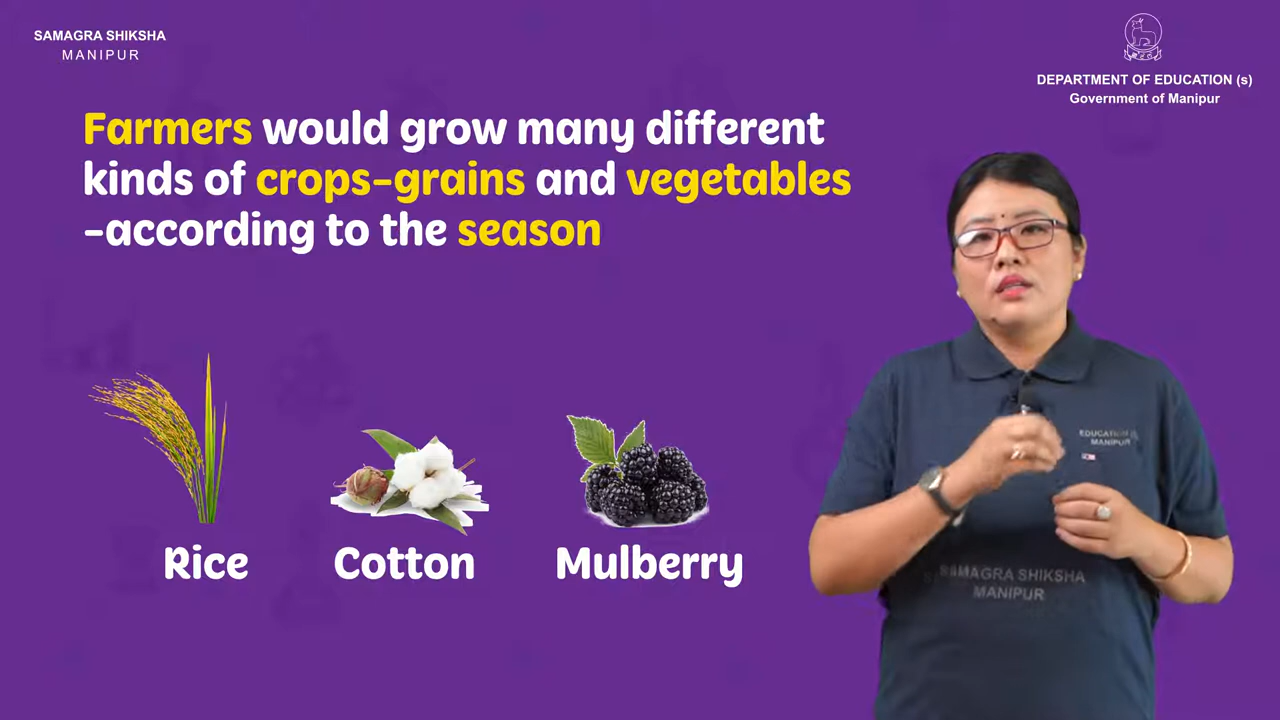 SAMAGRA SHIKSHA
MANIPUR
DEPARTMENT OF EDUCATION (s)
Government of Manipur
Farmers would grow many different
kinds of crops-grains and vegetables
-according to the season
Rice
Cotton
Mulberry
MANIPUR
SAMAGRA SHIKSHA
MANIPUR